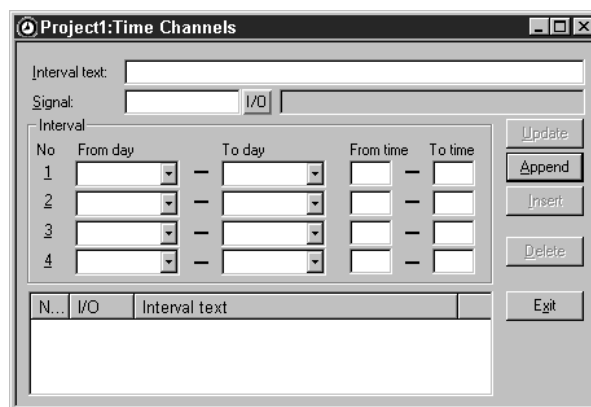 Project1:Time Channels
Interval text:
Signal: I/O
Interval
Update
No From day To day From time To time
1 — —
Append
2 — —
Insert
3 — —
Delete
4 — —
N... I/O Interval text
Exit